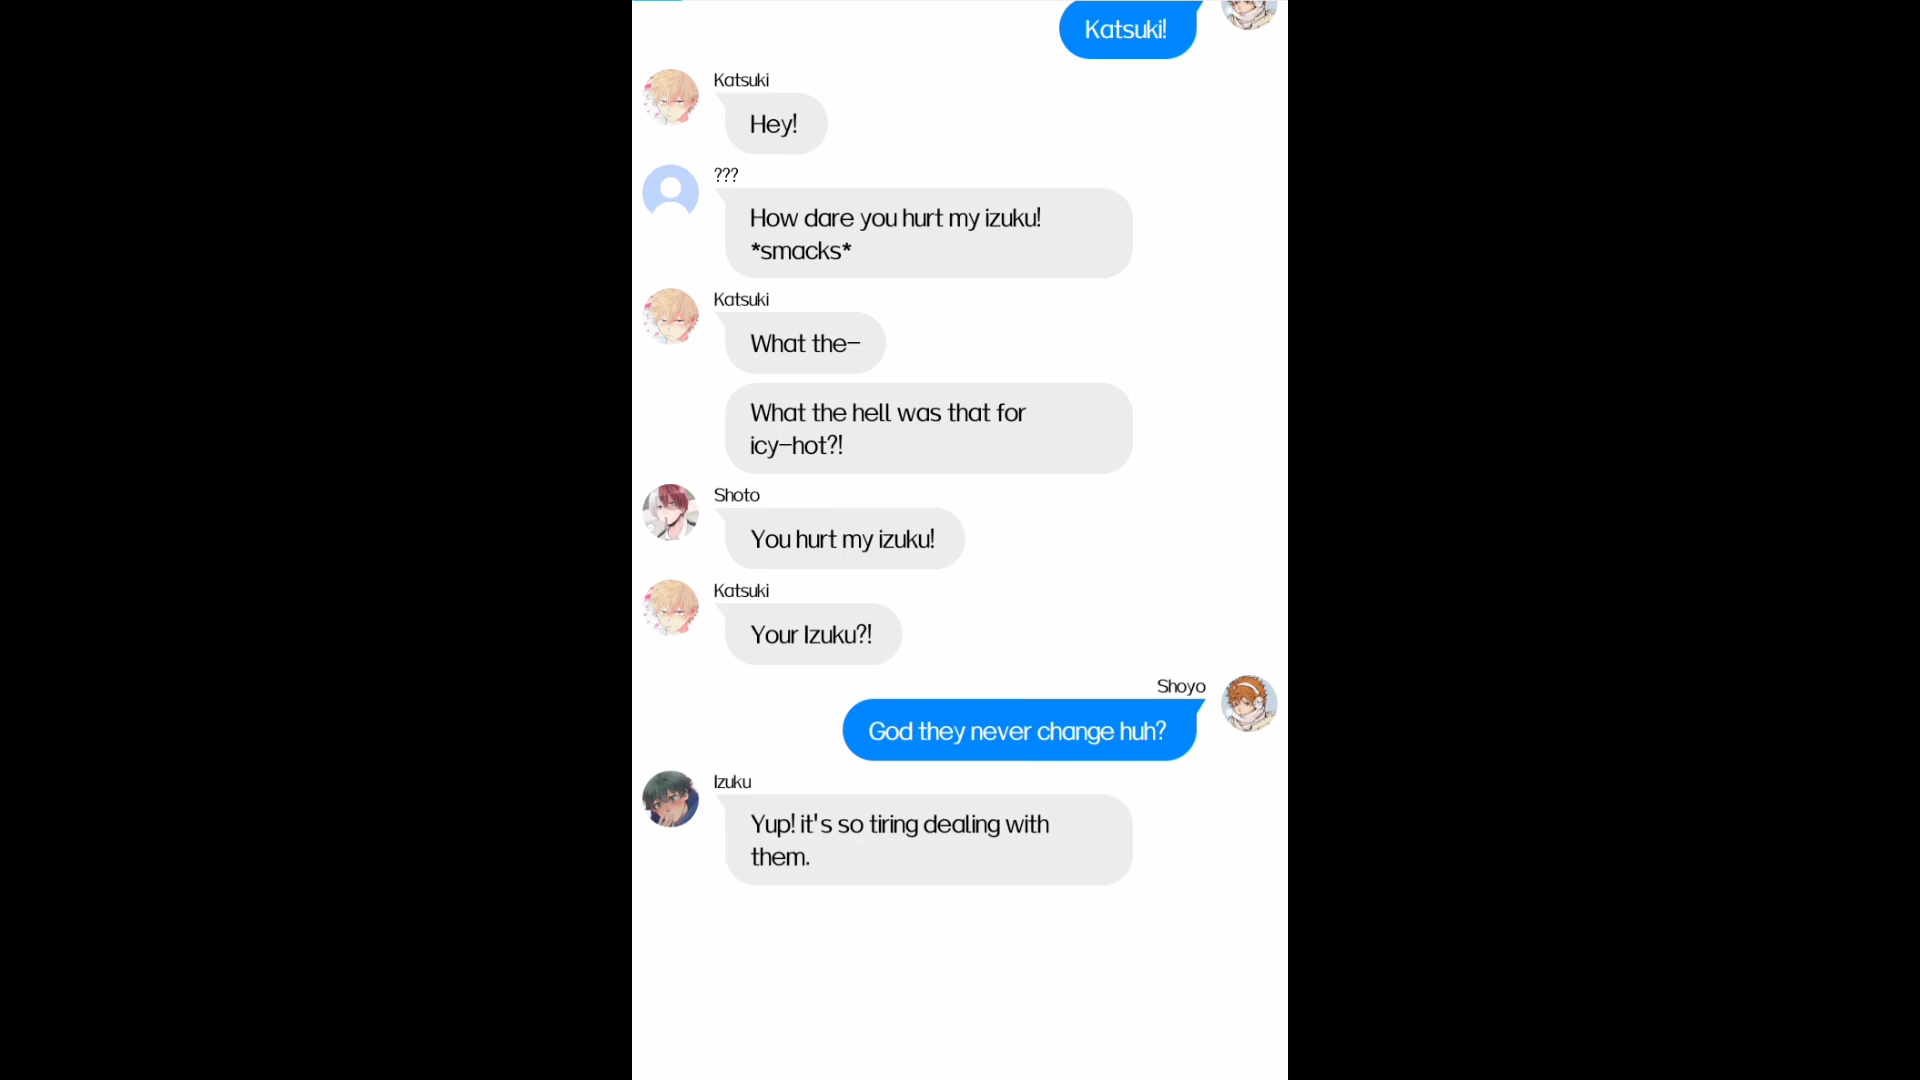 Katsuki!
Katsuki
Hey!
???
How dare you hurt my izuku!
*smacks*
Katsuki
What the-
What the hell was that for
icy-hot?!
Shoto
You hurt my izuku!
Katsuki
Your Izuku?!
Shoyo
God they never change huh?
Izuku
Yup! it's so tiring dealing with
them.